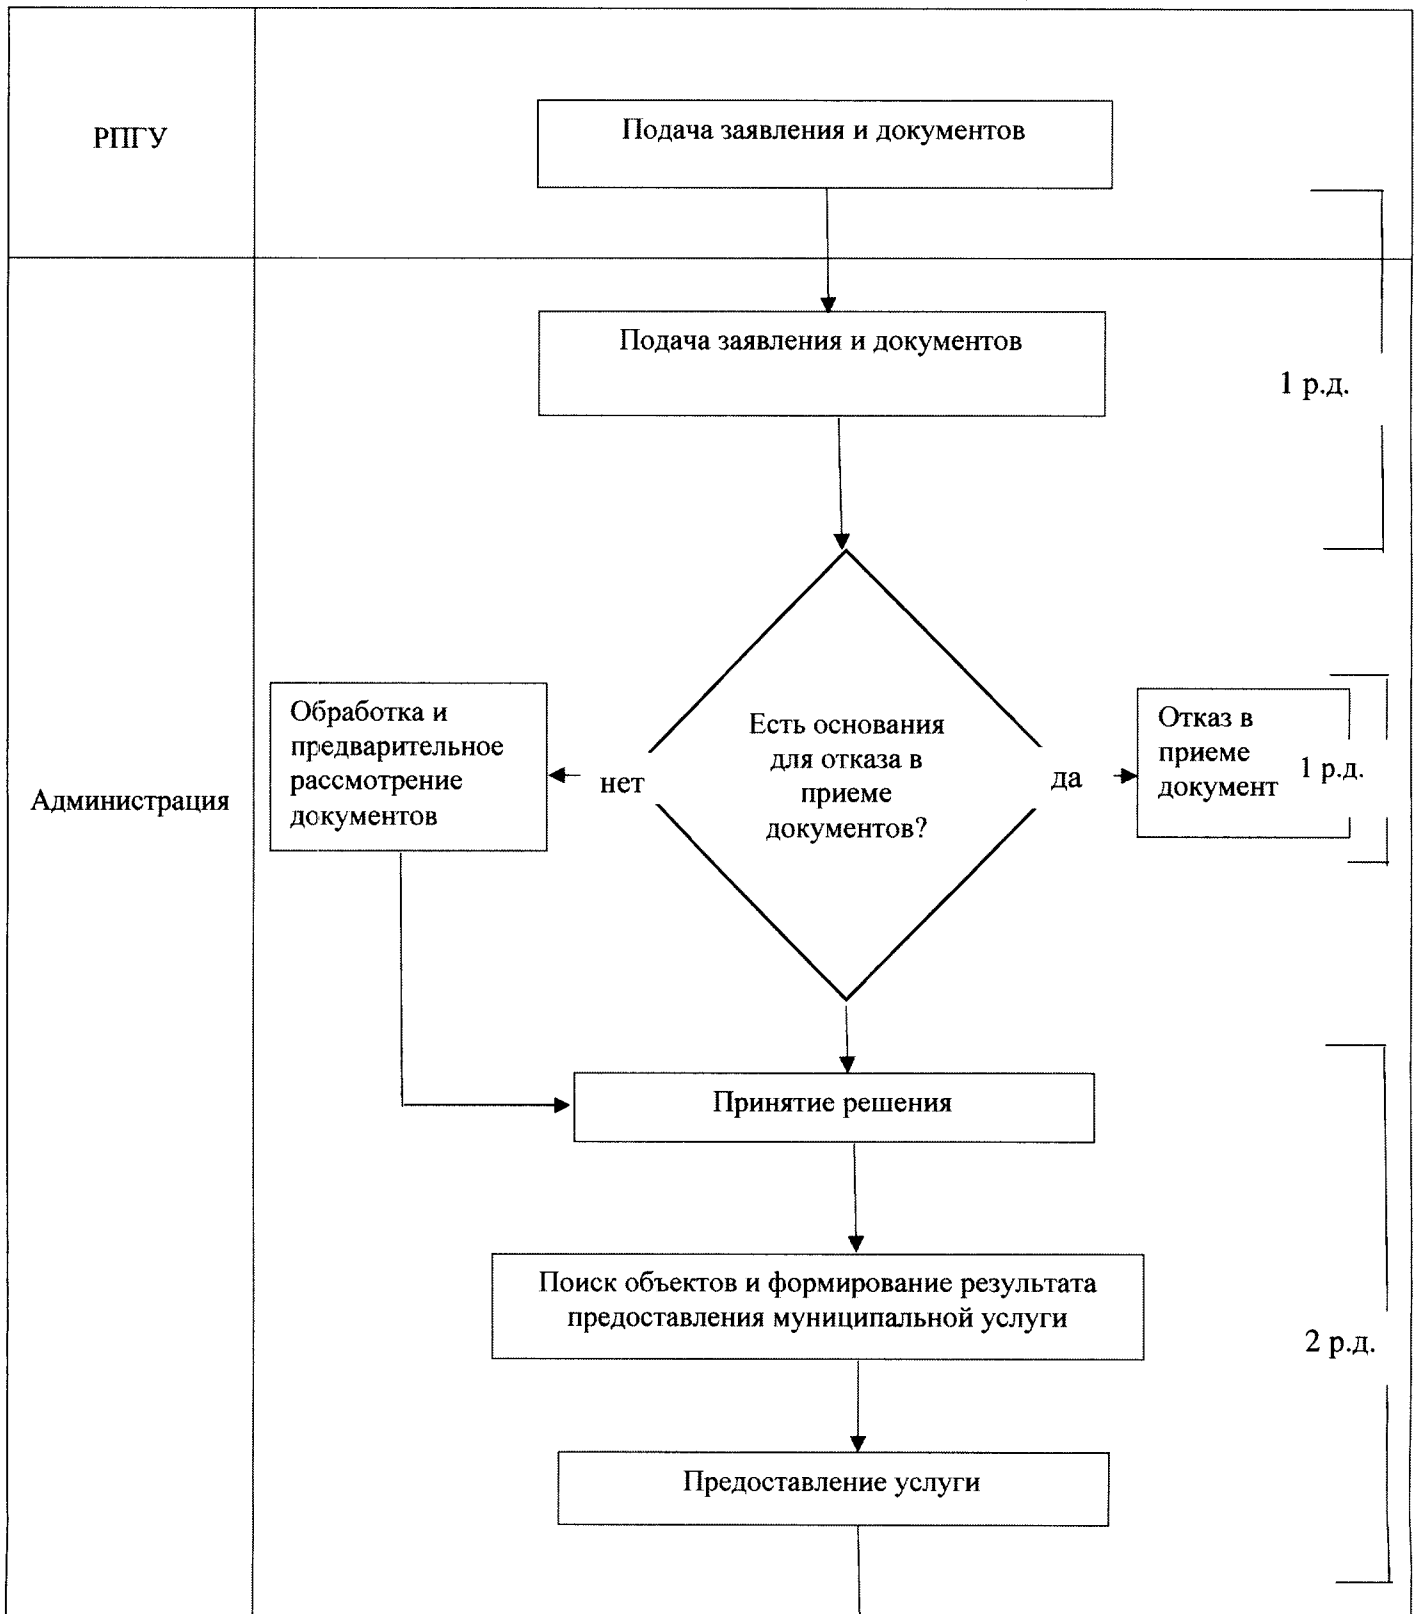 РПГУ
Подача заявления и документов
Подача заявления и документов
1 р.д.
Обработка и
предварительное
рассмотрение
документов
нет
Есть основания
для отказа в
приеме
документов?
да
Отказ в
приеме
документ
1 р.д.
Администрация
Принятие решения
Поиск объектов и формирование результата
предоставления муниципальной услуги
2 р.д.
Предоставление услуги